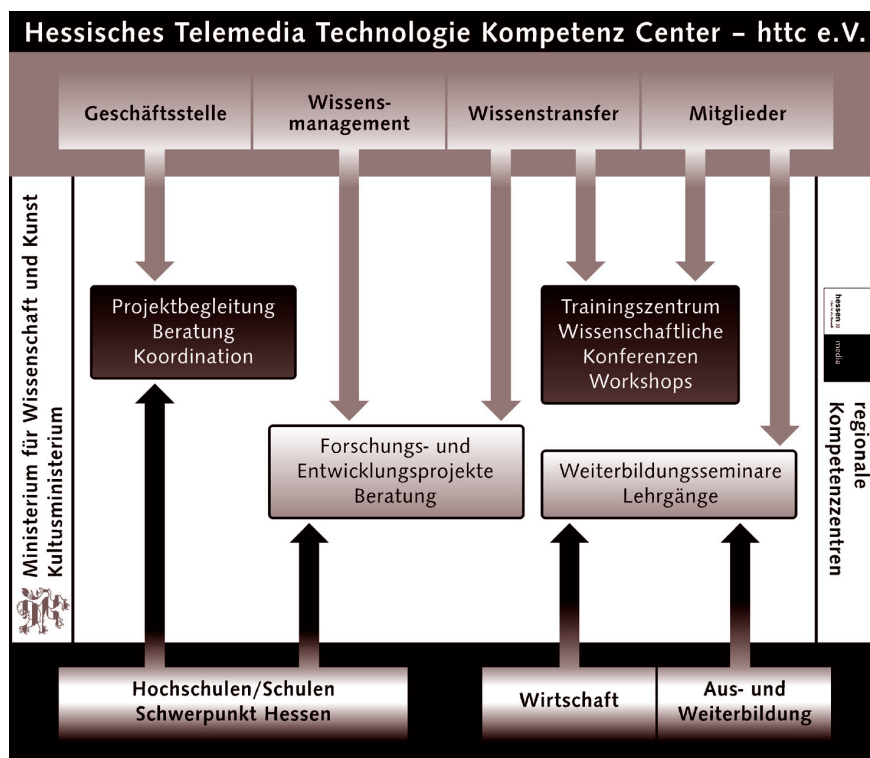 Hessisches Telemedia Technologie Kompetenz Center – httc e.V.
Geschäftsstelle
Wissens-
management
Wissenstransfer
Mitglieder
Ministerium für Wissenschaft und Kunst
Kultusministerium
Projektbegleitung
Beratung
Koordination
Trainingszentrum
Wissenschaftliche
Konferenzen
Workshops
Forschungs- und
Entwicklungsprojekte
Beratung
Weiterbildungsseminare
Lehrgänge
hessen
media
regionale
Kompetenzzentren
Hochschulen/Schulen
Schwerpunkt Hessen
Wirtschaft
Aus- und
Weiterbildung